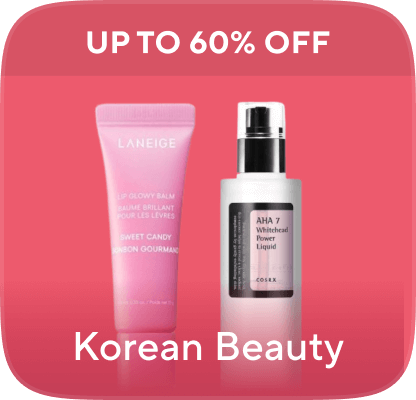 UP TO 60% OFF
LANEIGE
LIP GLOWY BALM
BAUME BRILLANT
POUR LES LÈVRES
SWEET CANDY
BONBON GOURMAND
AHA 7
Whitehead
Power
Liquid
COSRX
Korean Beauty